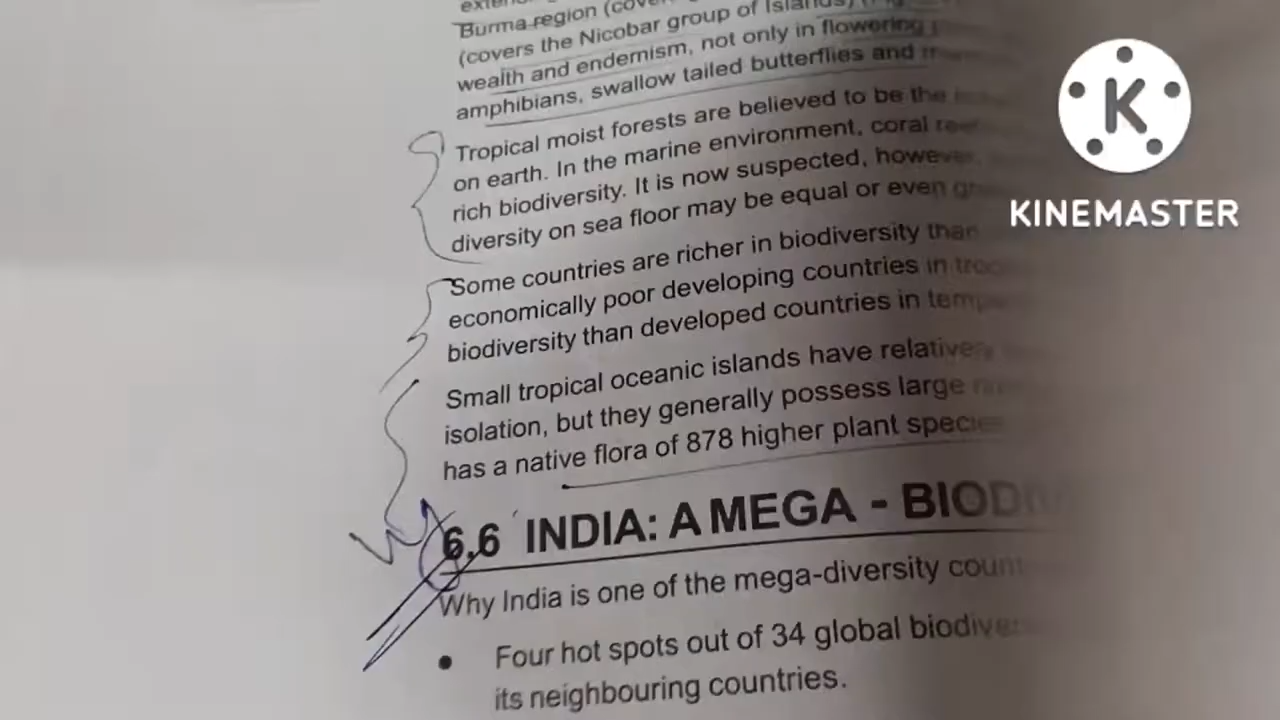 Burma region
(covers the Nicobar group of Islands)
wealth and endemism, not only in flowering
amphibians, swallow tailed butterflies and
Tropical moist forests are believed to be the
on earth. In the marine environment, coral
rich biodiversity. It is now suspected, however,
diversity on sea floor may be equal or even
Some countries are richer in biodiversity than
economically poor developing countries in
biodiversity than developed countries in
Small tropical oceanic islands have
isolation, but they generally possess large
has a native flora of 878 higher plant species
6.6 INDIA: A MEGA -
Why India is one of the mega-diversity
• Four hot spots out of 34 global
its neighbouring countries.
K
KINEMASTER